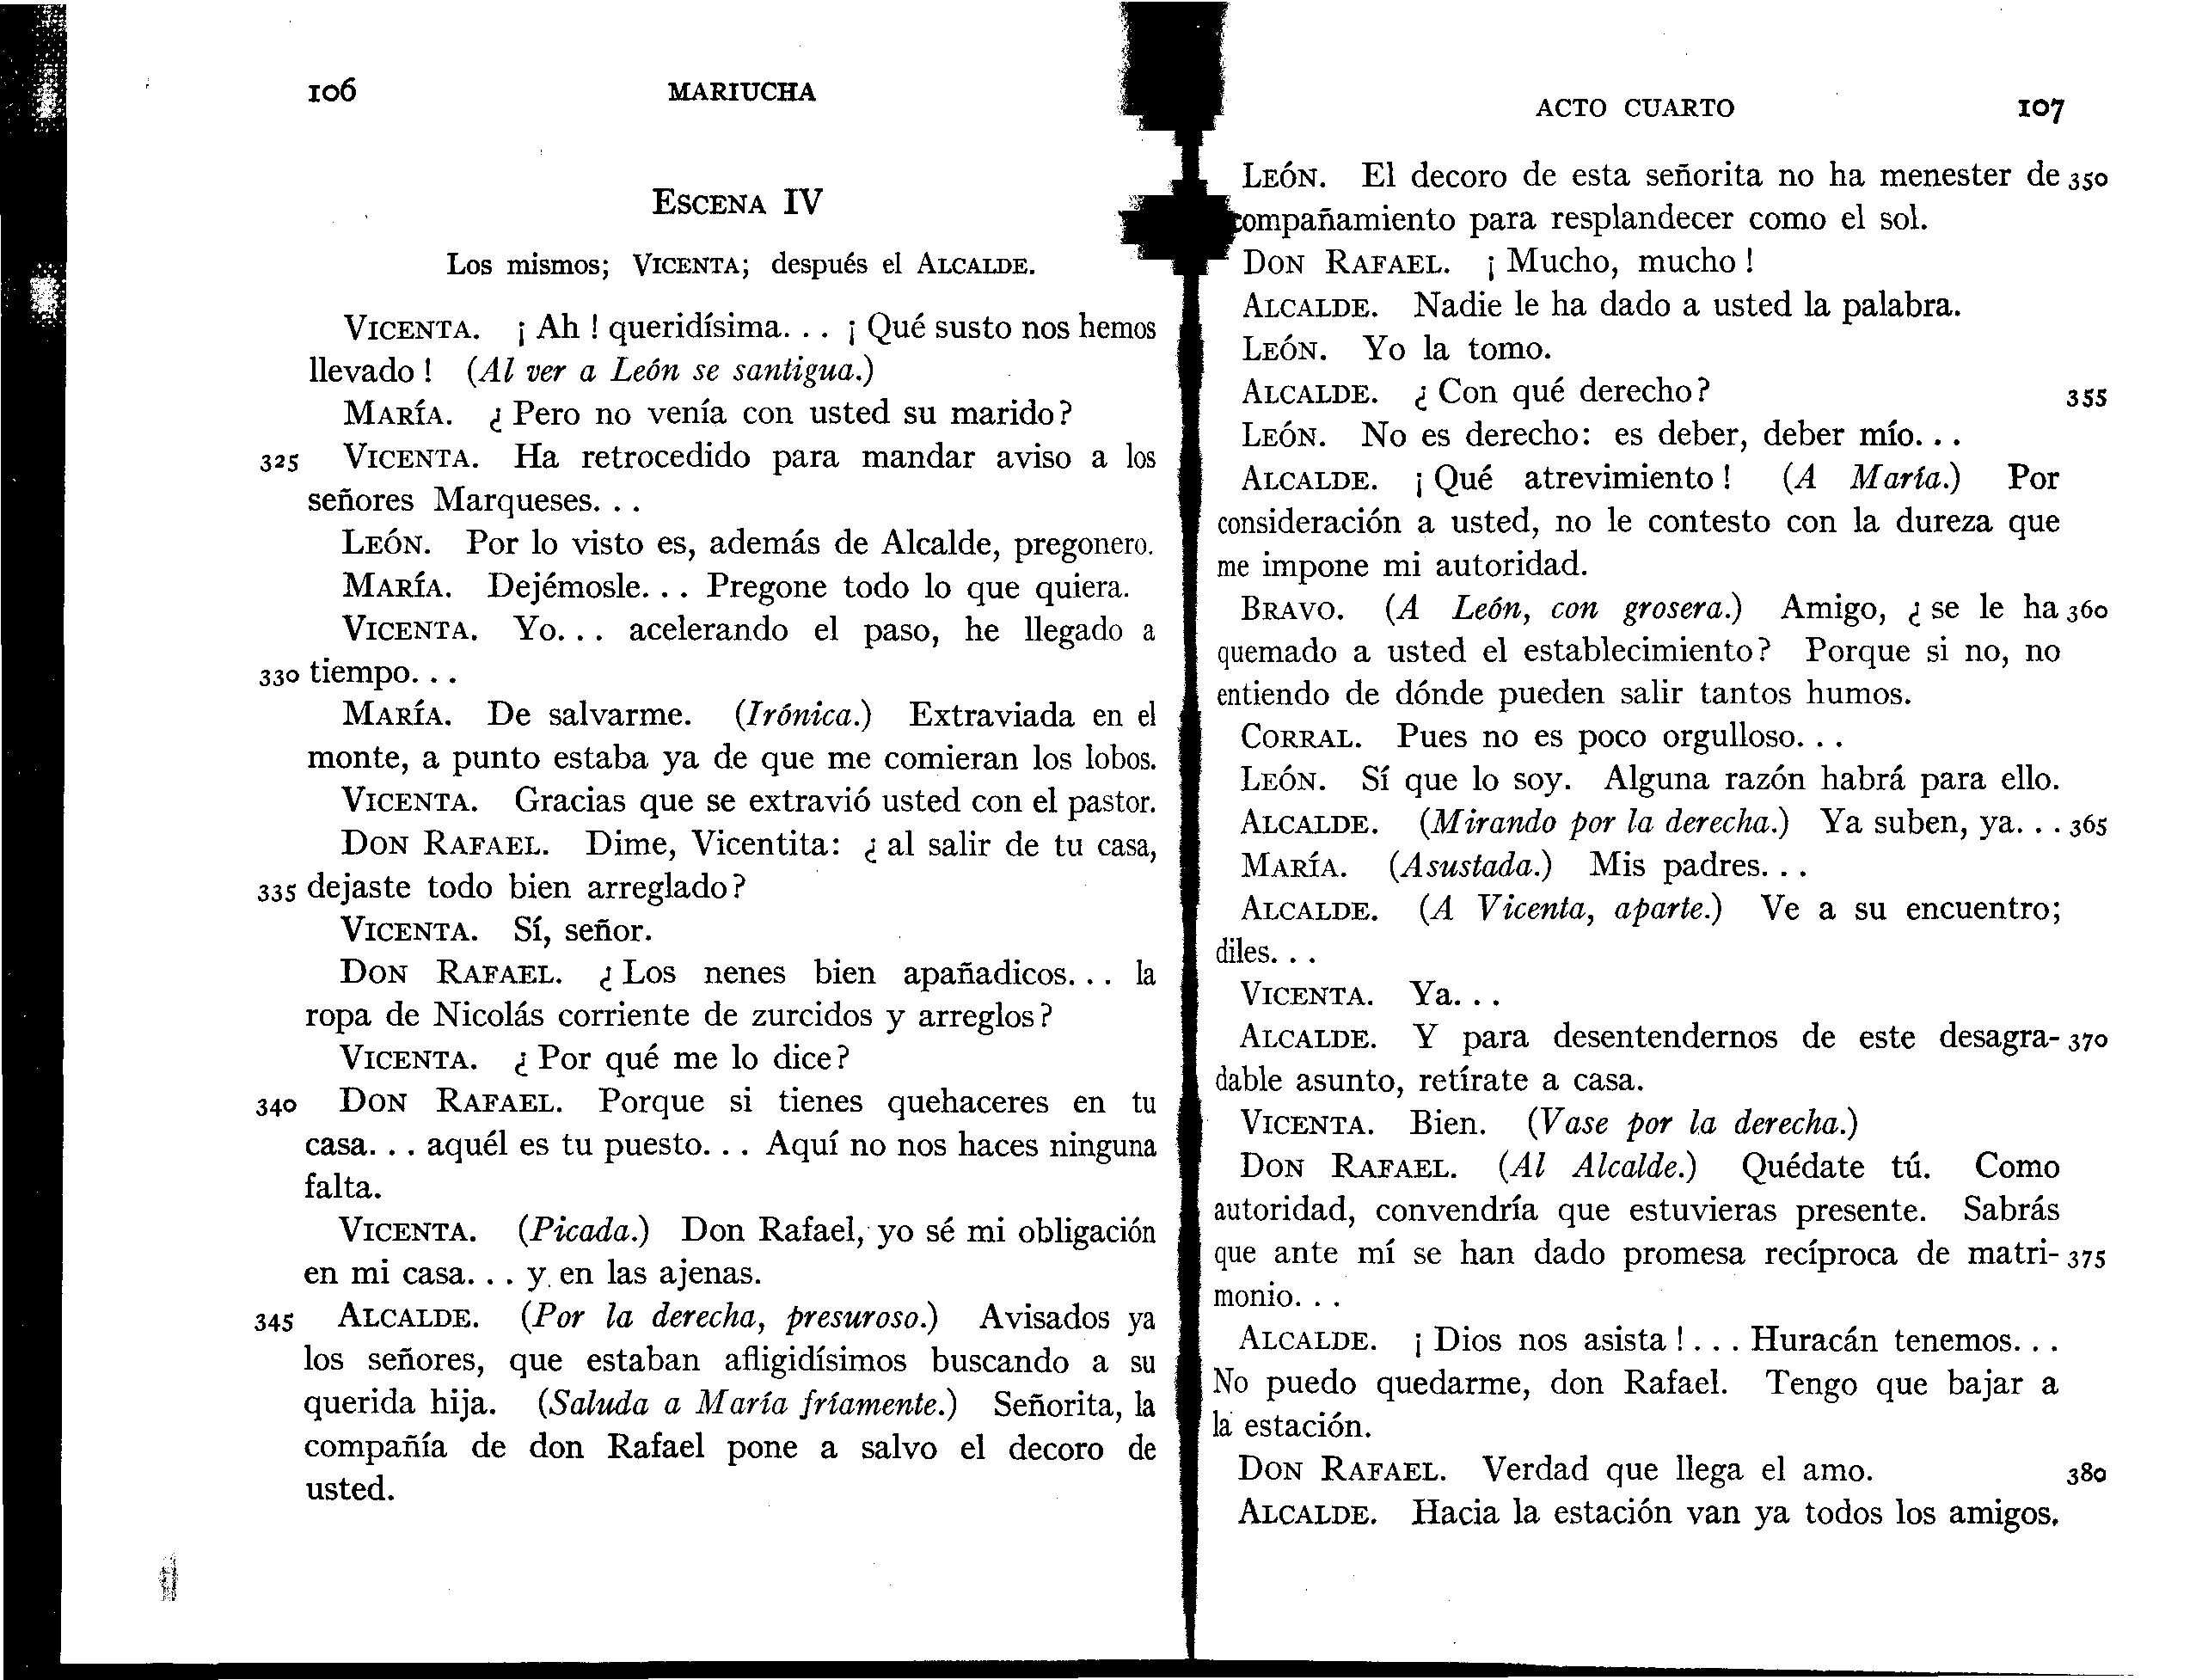 106
MARIUCHA
ESCENA IV
Los mismos; VICENTA; después el ALCALDE.
VICENTA. ¡ Ah ! queridísima. . . ¡ Qué susto nos hemos
llevado ! (Al ver a León se santigua.)
MARÍA. ¿ Pero no venía con usted su marido?
325 VICENTA. Ha retrocedido para mandar aviso a los
señores Marqueses. . .
LEÓN. Por lo visto es, además de Alcalde, pregonero.
MARÍA. Dejémosle. . . Pregone todo lo que quiera.
VICENTA. Yo. . . acelerando el paso, he llegado a
330 tiempo. . .
MARÍA. De salvarme. (Irónica.) Extraviada en el
monte, a punto estaba ya de que me comieran los lobos.
VICENTA. Gracias que se extravió usted con el pastor.
DON RAFAEL. Dime, Vicentita: ¿ al salir de tu casa,
335 dejaste todo bien arreglado?
VICENTA. Sí, señor.
DON RAFAEL. ¿ Los nenes bien apañadicos. . . la
ropa de Nicolás corriente de zurcidos y arreglos?
VICENTA. ¿ Por qué me lo dice?
340 DON RAFAEL. Porque si tienes quehaceres en tu
casa. . . aquél es tu puesto. . . Aquí no nos haces ninguna
falta.
VICENTA. (Picada.) Don Rafael, yo sé mi obligación
en mi casa. . . y en las ajenas.
345 ALCALDE. (Por la derecha, presuroso.) Avisados ya
los señores, que estaban afligidísimos buscando a su
querida hija. (Saluda a María fríamente.) Señorita, la
compañía de don Rafael pone a salvo el decoro de
usted.
ACTO CUARTO
107
LEÓN. El decoro de esta señorita no ha menester de 350
compañamiento para resplandecer como el sol.
DON RAFAEL. ¡ Mucho, mucho !
ALCALDE. Nadie le ha dado a usted la palabra.
LEÓN. Yo la tomo.
ALCALDE. ¿ Con qué derecho? 355
LEÓN. No es derecho: es deber, deber mío. . .
ALCALDE. ¡ Qué atrevimiento ! (A María.) Por
consideración a usted, no le contesto con la dureza que
me impone mi autoridad.
BRAVO. (A León, con grosera.) Amigo, ¿ se le ha 360
quemado a usted el establecimiento? Porque si no, no
entiendo de dónde pueden salir tantos humos.
CORRAL. Pues no es poco orgulloso. . .
LEÓN. Sí que lo soy. Alguna razón habrá para ello.
ALCALDE. (Mirando por la derecha.) Ya suben, ya. . . 365
MARÍA. (Asustada.) Mis padres. . .
ALCALDE. (A Vicenta, aparte.) Ve a su encuentro;
diles. . .
VICENTA. Ya. . .
ALCALDE. Y para desentendernos de este desagra- 370
dable asunto, retírate a casa.
VICENTA. Bien. (Vase por la derecha.)
DON RAFAEL. (Al Alcalde.) Quédate tú. Como
autoridad, convendría que estuvieras presente. Sabrás
que ante mí se han dado promesa recíproca de matri- 375
monio. . .
ALCALDE. ¡ Dios nos asista ! . . . Huracán tenemos. . .
No puedo quedarme, don Rafael. Tengo que bajar a
la estación.
DON RAFAEL. Verdad que llega el amo. 380
ALCALDE. Hacia la estación van ya todos los amigos.